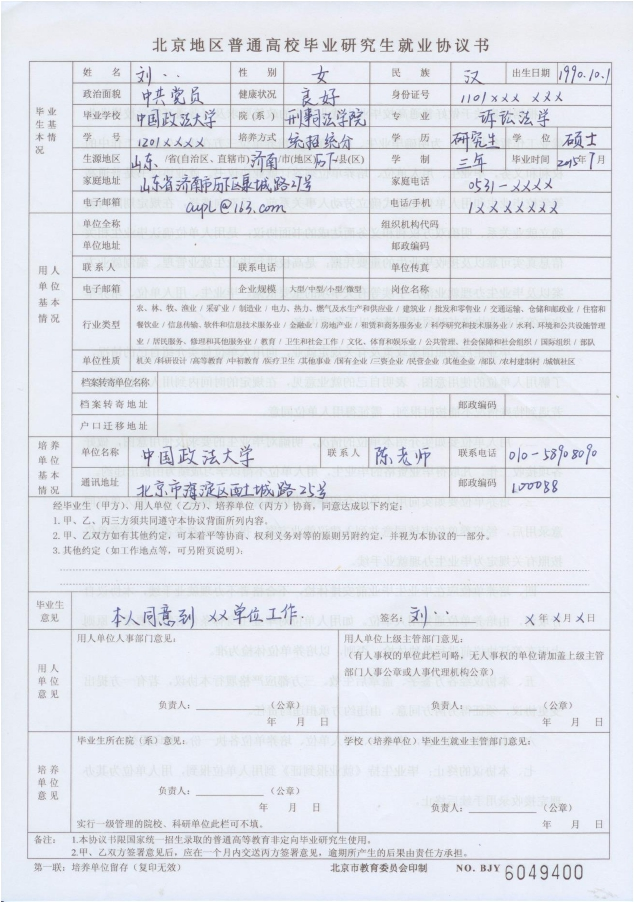 北京地区普通高校毕业研究生就业协议书
毕业生基本情况
姓名 刘·· 性别 女 民族 汉 出生日期 1990.10.1
政治面貌 中共党员 健康状况 良好 身份证号 1101xxx xxx
毕业学校 中国政法大学 院(系) 刑事司法学院 专业 诉讼法学
学号 1201xxxx 培养方式 统招统分 学历 研究生 学位 硕士
生源地区 山东、/省(自治区、直辖市)济南市(地区)历下县(区) 学制 三年 毕业时间 2015年7月
家庭地址 山东省济南市历下区泉城路27号 家庭电话 0531-xxxx
电子邮箱 cupl@163.com 电话/手机 1xxxxxxx
用人单位基本情况
单位全称 组织机构代码
单位地址 邮政编码
联系人 联系电话 单位传真
电子邮箱 企业规模 大型/中型/小型/微型 岗位名称
行业类型 农、林、牧、渔业 / 采矿业 / 制造业 / 电力、热力、燃气及水生产和供应业 / 建筑业 / 批发和零售业 / 交通运输、仓储和邮政业 / 住宿和
餐饮业 / 信息传输、软件和信息技术服务业 / 金融业 / 房地产业 / 租赁和商务服务业 / 科学研究和技术服务业 / 水利、环境和公共设施管理
业 / 居民服务、修理和其他服务业 / 教育 / 卫生和社会工作 / 文化、体育和娱乐业 / 公共管理、社会保障和社会组织 / 国际组织 / 部队
单位性质 机关 /科研设计 /高等教育 /中初教育 /医疗卫生 /其他事业 /国有企业 /三资企业 /民营企业 /其他企业 /部队 /农村建制村 /城镇社区
档案转寄单位名称
档案转寄地址 邮政编码
户口迁移地址
培养单位基本情况
单位名称 中国政法大学 联系人 陈老师 联系电话 010-58908090
通讯地址 北京市海淀区西土城路25号 邮政编码 100088
经毕业生(甲方)、用人单位(乙方)、培养单位(丙方)协商,同意达成以下约定:
1. 甲、乙、丙三方须共同遵守本协议背面所列内容。
2. 甲、乙双方如有其他约定,可本着平等协商、权利义务对等的原则另附约定,并视为本协议的一部分。
3. 其他约定(如工作地点等,可另附页说明):
毕业生意见 本人同意到 xx单位工作. 签名:刘·· x年x月x日
用人单位意见
用人单位人事部门意见:
负责人: (公章)
年 月 日
用人单位上级主管部门意见:
(有人事权的单位此栏可略,无人事权的单位请加盖上级主管
部门人事公章或人事代理机构公章)
负责人: (公章)
年 月 日
培养单位意见
毕业生所在院(系)意见:
负责人: (公章)
年 月 日
实行一级管理的院校、科研单位此栏可不填。
学校(培养单位)毕业生就业主管部门意见:
负责人: (公章)
年 月 日
备注: 1.本协议书限国家统一招生录取的普通高等教育非定向毕业研究生使用。
2.甲、乙双方签署意见后,应在一个月内交送丙方签署意见,逾期所产生的后果由责任方承担。
第一联:培养单位留存(复印无效) 北京市教育委员会印制 NO. BJY 6049400